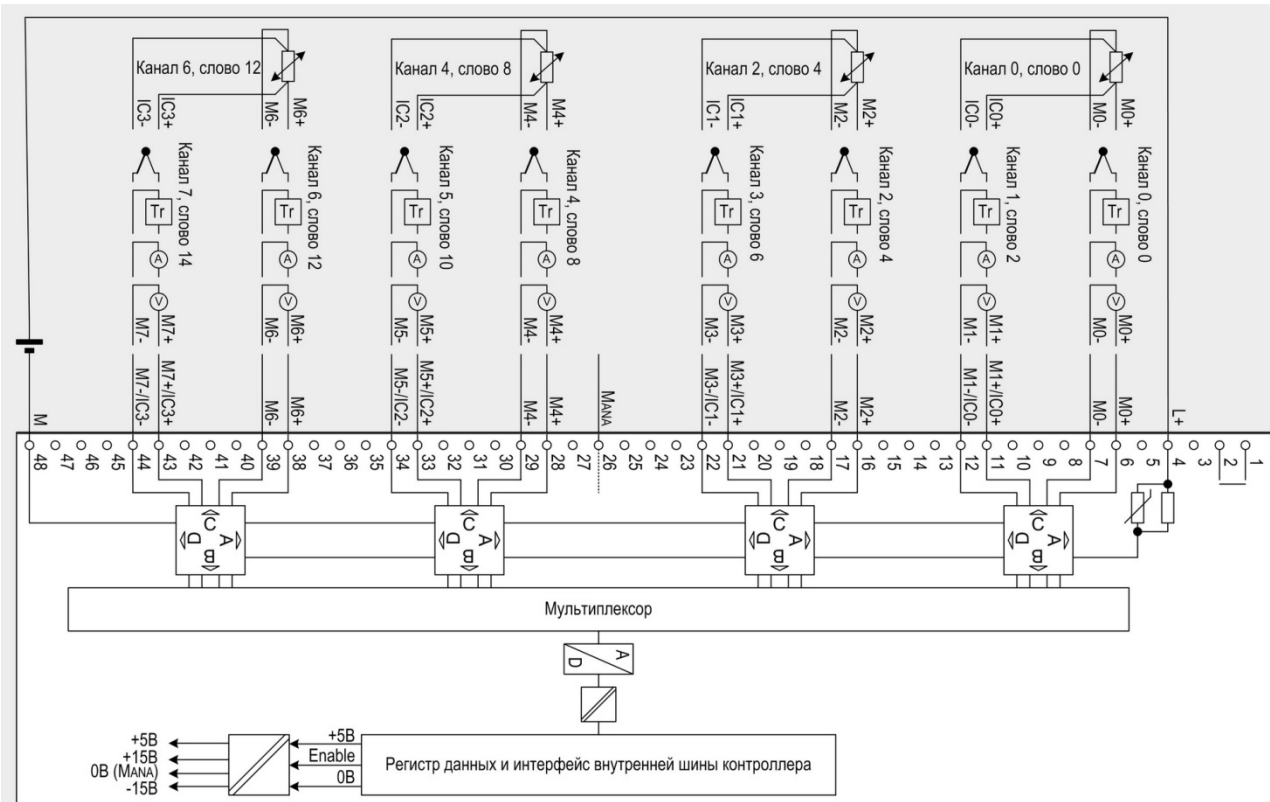 Канал 6, слово 12
Канал 4, слово 8
Канал 2, слово 4
Канал 0, слово 0
IC3-
IC3+
M6-
M6+
IC2-
IC2+
M4-
M4+
IC1-
IC1+
M2-
M2+
IC0-
IC0+
M0-
M0+
Канал 7, слово 14
Канал 6, слово 12
Канал 5, слово 10
Канал 4, слово 8
Канал 3, слово 6
Канал 2, слово 4
Канал 1, слово 2
Канал 0, слово 0
Tr
Tr
Tr
Tr
Tr
Tr
Tr
Tr
A
A
A
A
A
A
A
A
V
V
V
V
V
V
V
V
M7-
M7+
M6-
M6+
M5-
M5+
M4-
M4+
M3-
M3+
M2-
M2+
M1-
M1+
M0-
M0+
M
M7-/IC3-
M7+/IC3+
M6-
M6+
M5-/IC2-
M5+/IC2+
M4-
M4+
MANA
M3-/IC1-
M3+/IC1+
M2-
M2+
M1-/IC0-
M1+/IC0+
M0-
M0+
L+
48 47 46 45 44 43 42 41 40 39 38 37 36 35 34 33 32 31 30 29 28 27 26 25 24 23 22 21 20 19 18 17 16 15 14 13 12 11 10 9 8 7 6 5 4 3 2 1
C
D A
B
C
D A
B
C
D A
B
C
D A
B
Мультиплексор
D A
+5В
+15В
0В (MANA)
-15В
+5В
Enable
0В
Регистр данных и интерфейс внутренней шины контроллера